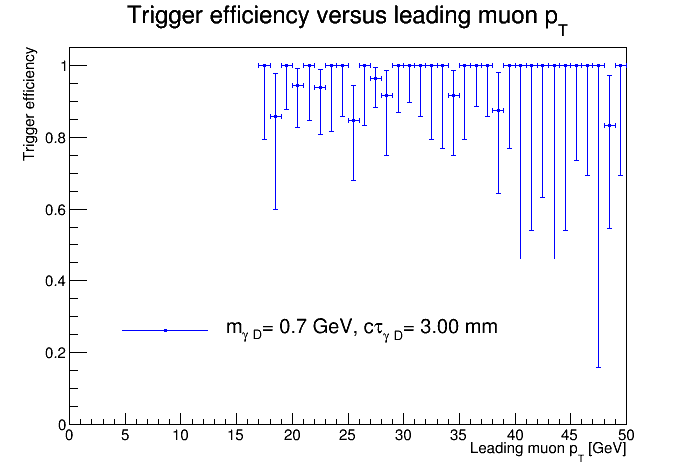 Trigger efficiency versus leading muon p_T
Trigger efficiency
1
0.8
0.6
0.4
0.2
0
m_γD= 0.7 GeV, cτ_γD= 3.00 mm
0 5 10 15 20 25 30 35 40 45 50
Leading muon p_T [GeV]